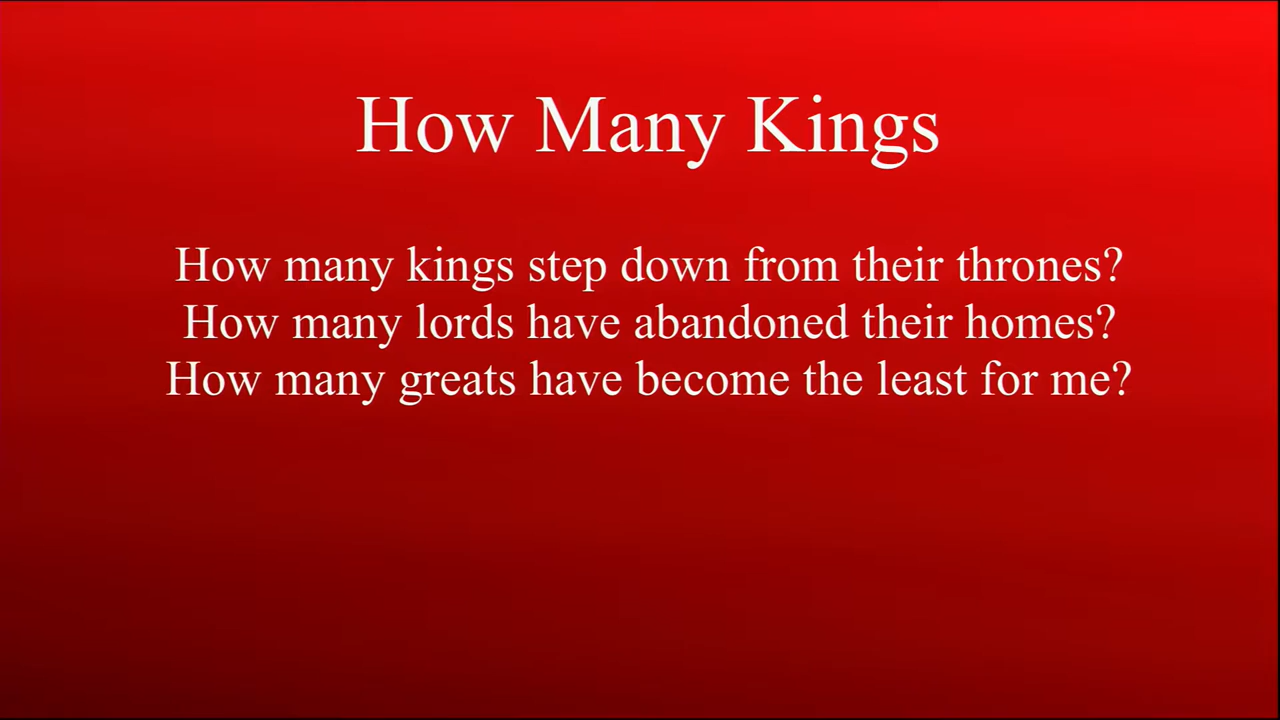 How Many Kings
How many kings step down from their thrones?
How many lords have abandoned their homes?
How many greats have become the least for me?